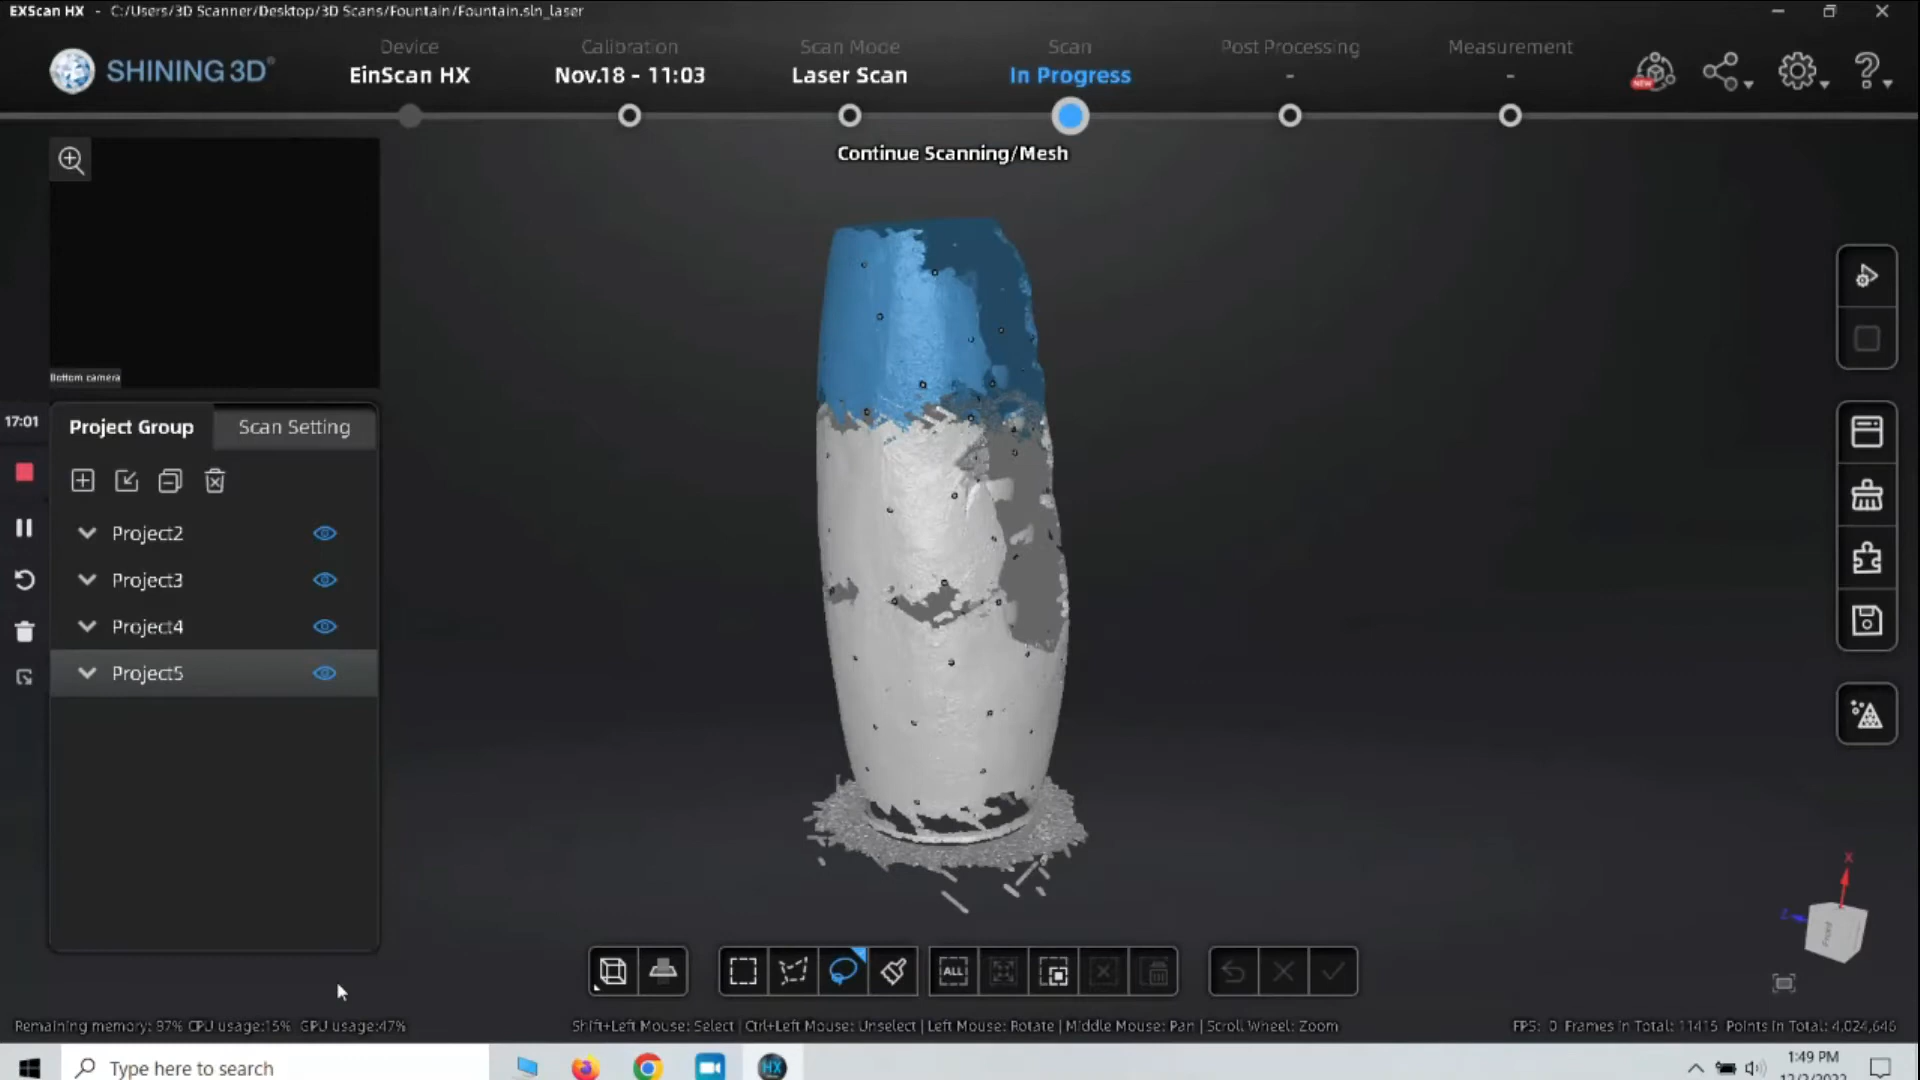 EXScan HX - C:/Users/3D Scanner/Desktop/3D Scans/Fountain/Fountain.sln_laser
SHINING 3D®
Device
EinScan HX
Calibration
Nov.18 - 11:03
Scan Mode
Laser Scan
Scan
In Progress
Post Processing
-
Measurement
-
NEW
Continue Scanning/Mesh
Bottom camera
17:01
Project Group
Scan Setting
Project2
Project3
Project4
Project5
ALL
X
Z
Front
Remaining memory: 87% CPU usage:15% GPU usage:47%
Shift+Left Mouse: Select | Ctrl+Left Mouse: Unselect | Left Mouse: Rotate | Middle Mouse: Pan | Scroll Wheel: Zoom
FPS: 0 Frames in Total: 11415 Points in Total: 4,024,646
Type here to search
HX
1:49 PM